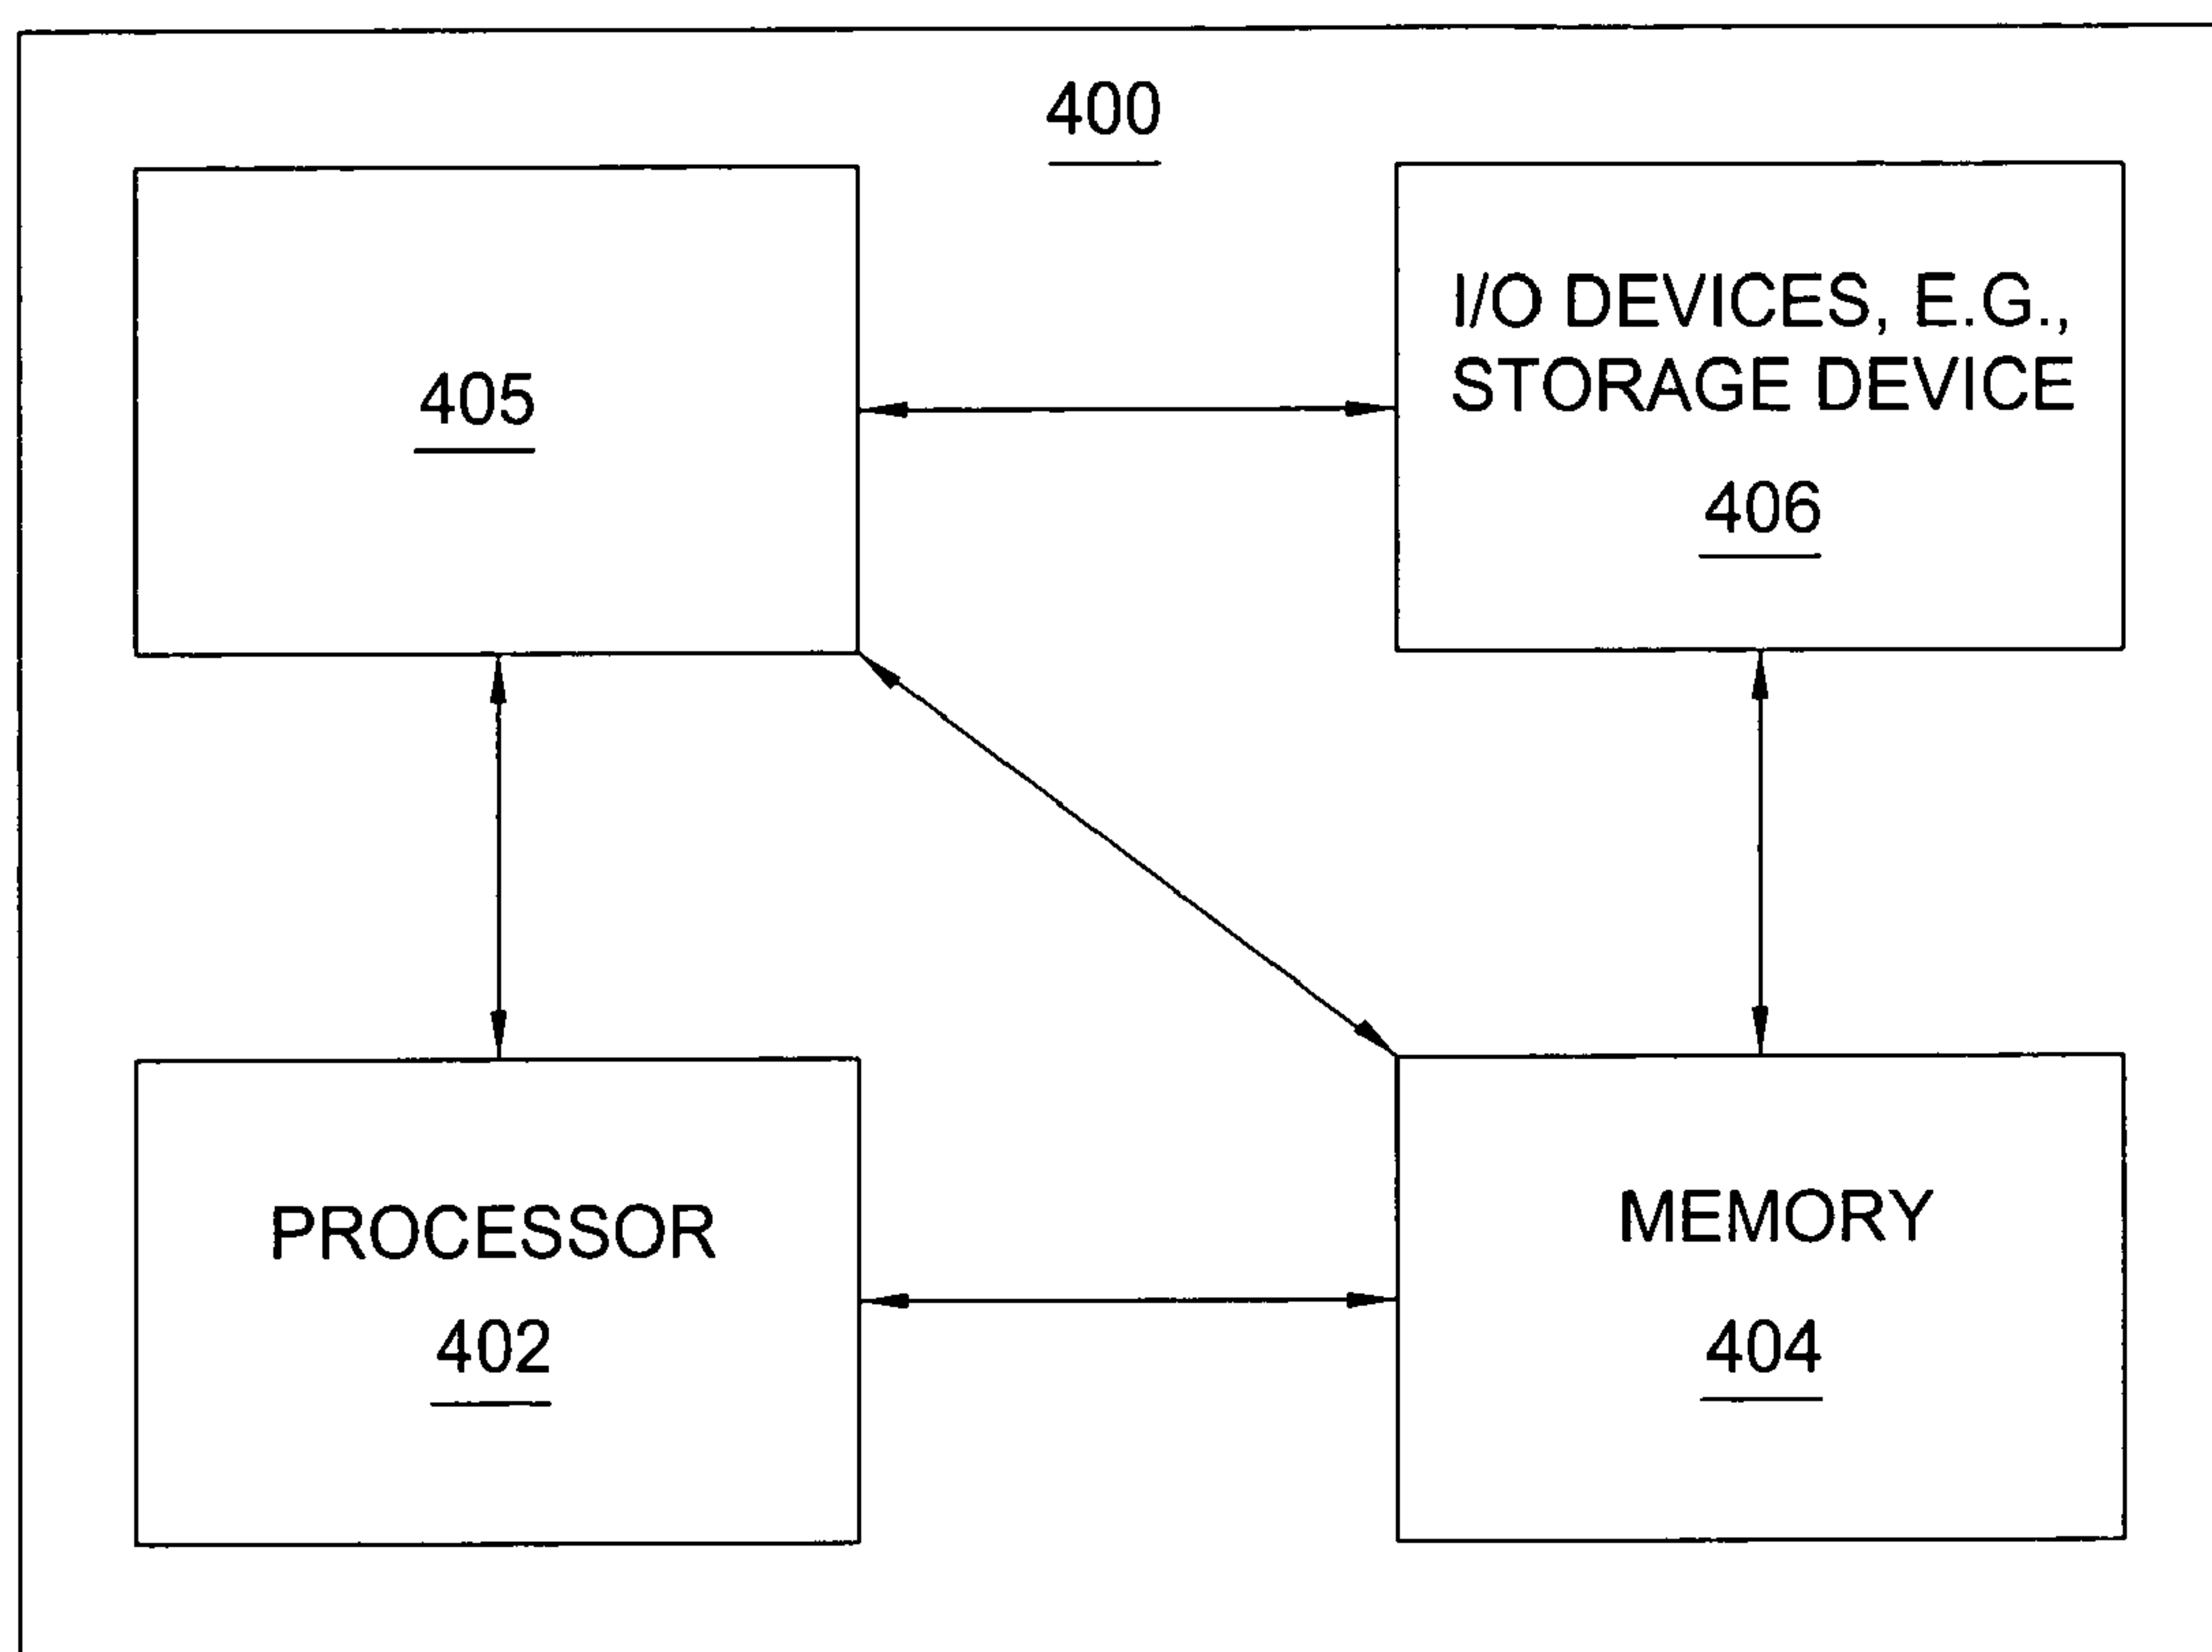 400
405
I/O DEVICES, E.G.,
STORAGE DEVICE
406
PROCESSOR
402
MEMORY
404